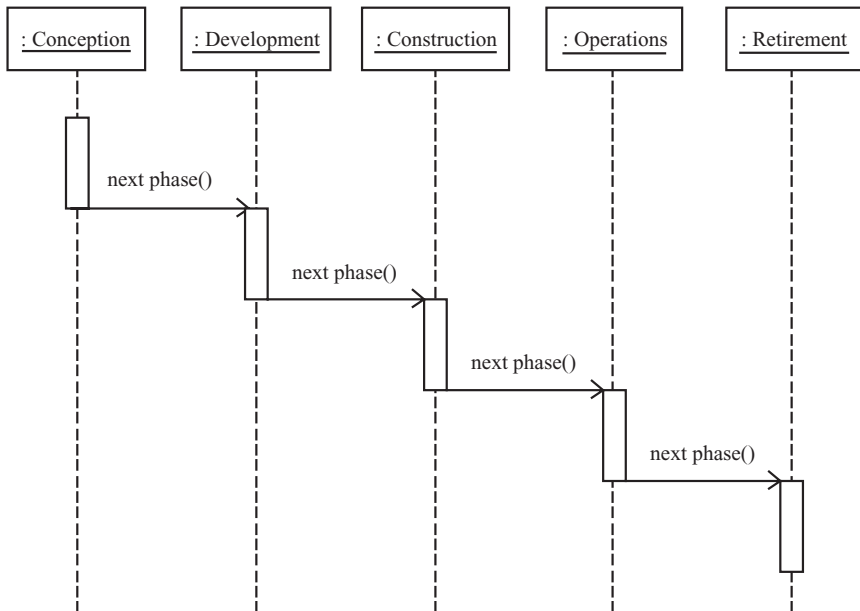 : Conception
: Development
: Construction
: Operations
: Retirement
next phase()
next phase()
next phase()
next phase()